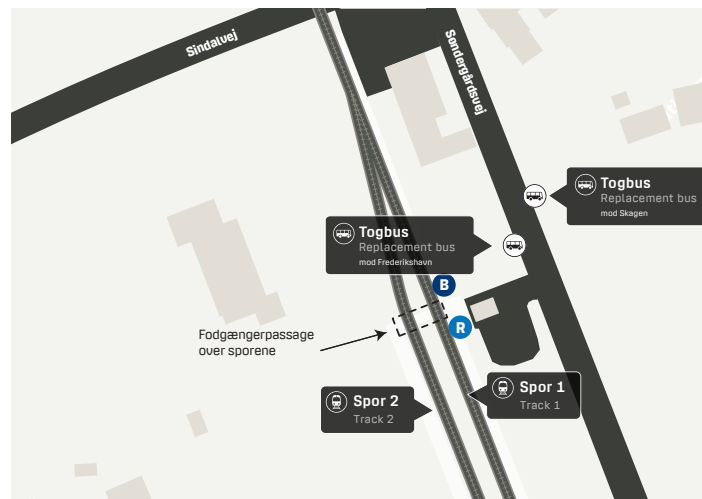 Sindalvej
Søndergårdsvej
Togbus
Replacement bus
mod Skagen
Togbus
Replacement bus
mod Frederikshavn
B
R
Fodgængerpassage
over sporene
Spor 1
Track 1
Spor 2
Track 2